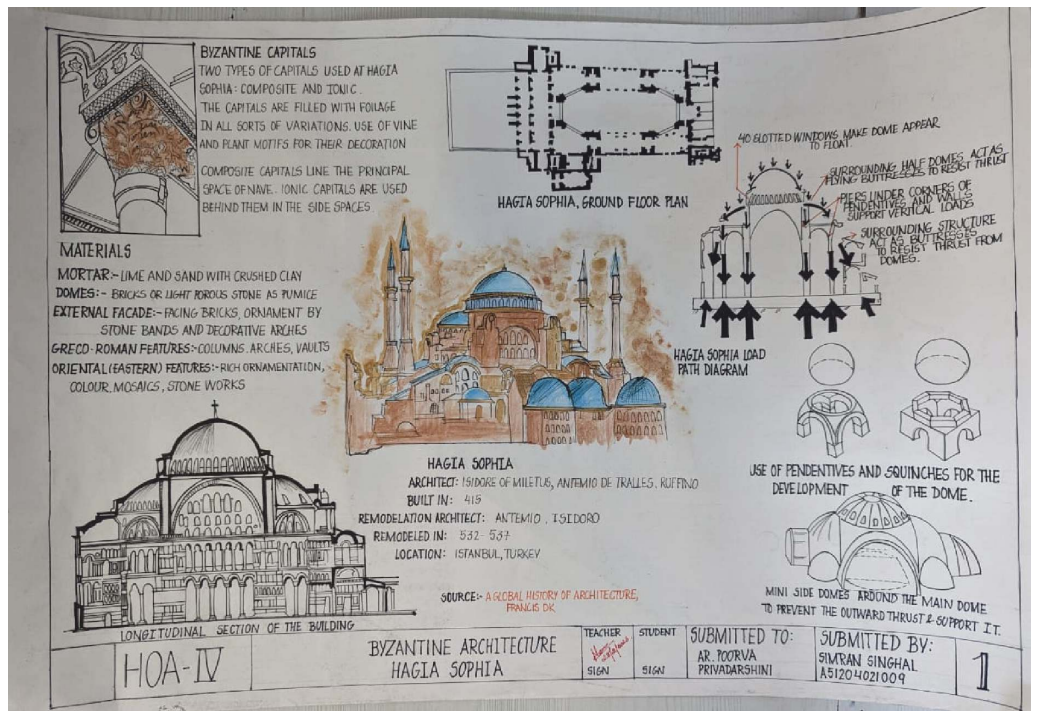 BYZANTINE CAPITALS
TWO TYPES OF CAPITALS USED AT HAGIA
SOPHIA: COMPOSITE AND IONIC.
THE CAPITALS ARE FILLED WITH FOILAGE
IN ALL SORTS OF VARIATIONS. USE OF VINE
AND PLANT MOTIFS FOR THEIR DECORATION
COMPOSITE CAPITALS LINE THE PRINCIPAL
SPACE OF NAVE. IONIC CAPITALS ARE USED
BEHIND THEM IN THE SIDE SPACES
HAGIA SOPHIA, GROUND FLOOR PLAN
40 SLOTTED WINDOWS MAKE DOME APPEAR
TO FLOAT.
SURROUNDING HALF DOMES ACT AS
FLYING BUTTRESSES TO RESIST THRUST
PIERS UNDER CORNERS OF
PENDENTIVES AND WALLS
SUPPORT VERTICAL LOADS
SURROUNDING STRUCTURE
ACT AS BUTTRESSES
TO RESIST THRUST FROM
DOMES.
HAGIA SOPHIA LOAD
PATH DIAGRAM
MATERIALS
MORTAR:- LIME AND SAND WITH CRUSHED CLAY
DOMES:- BRICKS OR LIGHT POROUS STONE AS PUMICE
EXTERNAL FACADE:- FACING BRICKS, ORNAMENT BY
STONE BANDS AND DECORATIVE ARCHES
GRECO-ROMAN FEATURES:- COLUMNS, ARCHES, VAULTS
ORIENTAL (EASTERN) FEATURES:- RICH ORNAMENTATION,
COLOUR, MOSAICS, STONE WORKS
LONGITUDINAL SECTION OF THE BUILDING
HAGIA SOPHIA
ARCHITECT: ISIDORE OF MILETUS, ANTEMIO DE TRALLES, RUFFINO
BUILT IN: 415
REMODELATION ARCHITECT: ANTEMIO, ISIDORO
REMODELED IN: 532-537
LOCATION: ISTANBUL, TURKEY
SOURCE:- A GLOBAL HISTORY OF ARCHITECTURE,
FRANCIS DK
USE OF PENDENTIVES AND SQUINCHES FOR THE
DEVELOPMENT OF THE DOME.
MINI SIDE DOMES AROUND THE MAIN DOME
TO PREVENT THE OUTWARD THRUST & SUPPORT IT.
HOA-IV
BYZANTINE ARCHITECTURE
HAGIA SOPHIA
TEACHER
SIGN
STUDENT
SIGN
SUBMITTED TO:
AR. POORVA
PRIVADARSHINI
SUBMITTED BY:
SIMRAN SINGHAL
A51204021009
1